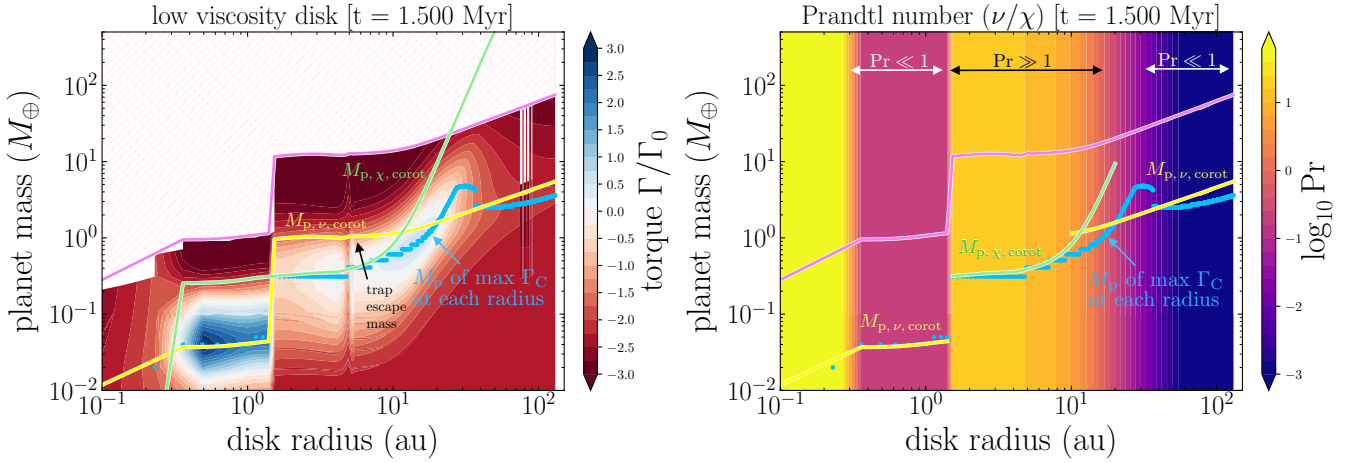 low viscosity disk [t = 1.500 Myr]
planet mass (M⊕)
10²
10¹
10⁰
10⁻¹
10⁻²
M_p, χ, corot
M_p, ν, corot
trap
escape
mass
M_p of max Γ_C
at each radius
10⁻¹
10⁰
10¹
10²
disk radius (au)
3.0
2.5
2.0
1.5
1.0
0.5
0.0
−0.5
−1.0
−1.5
−2.0
−2.5
−3.0
torque Γ/Γ₀
Prandtl number (ν/χ) [t = 1.500 Myr]
planet mass (M⊕)
10²
10¹
10⁰
10⁻¹
10⁻²
Pr ≪ 1
Pr ≫ 1
Pr ≪ 1
M_p, ν, corot
M_p, χ, corot
M_p of max Γ_C
at each radius
M_p, ν, corot
10⁻¹
10⁰
10¹
10²
disk radius (au)
1
0
−1
−2
−3
log₁₀ Pr